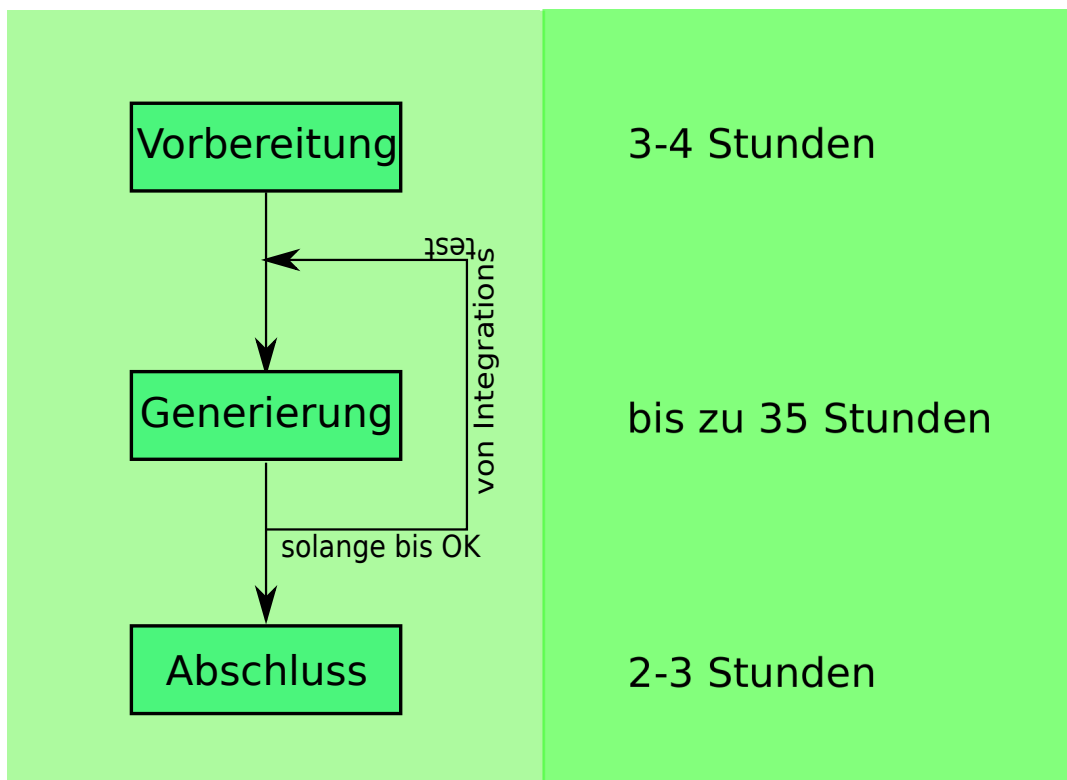 Vorbereitung
3-4 Stunden
Generierung
bis zu 35 Stunden
solange bis OK
von Integrations
test
Abschluss
2-3 Stunden